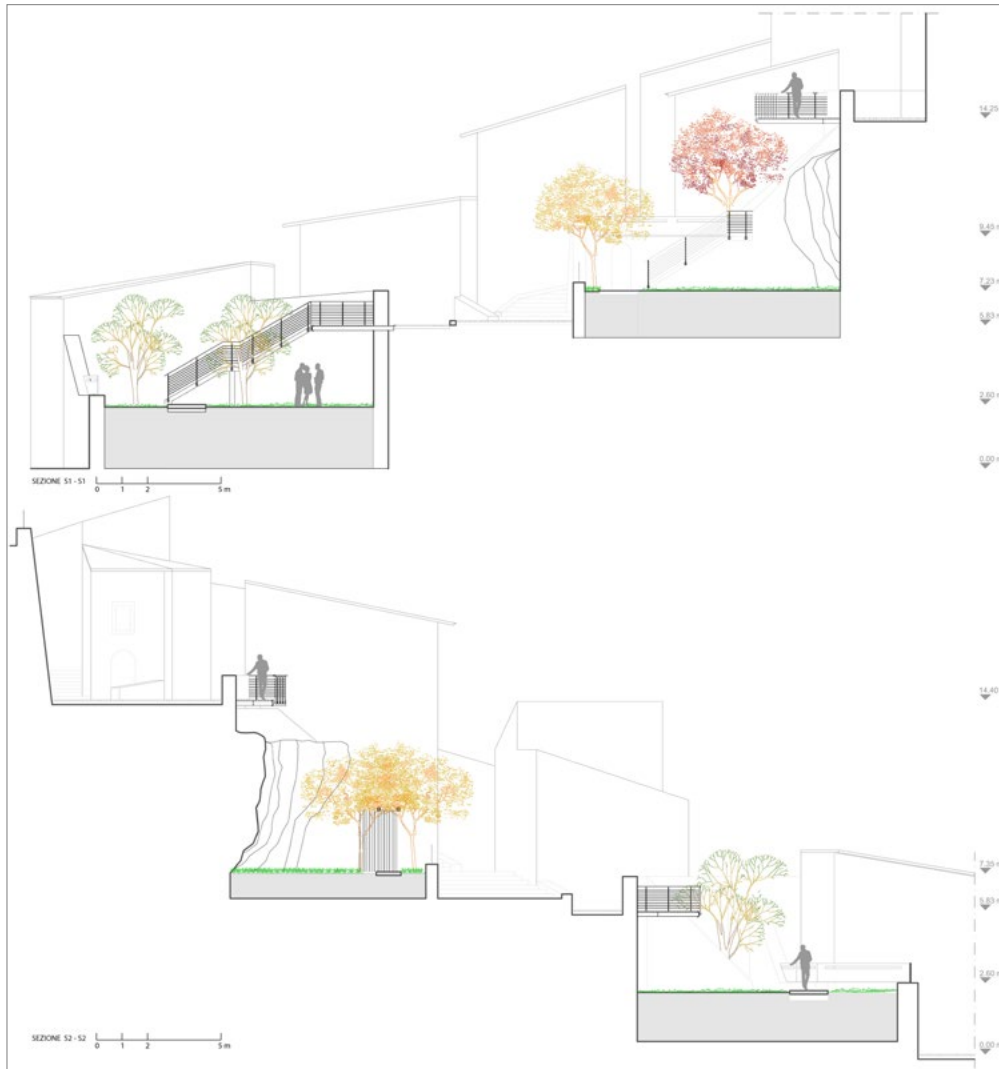 14.25
9.45 m
7.23 m
5.83 m
2.60 m
0.00 m
SEZIONE S1 - S1
0 1 2 5 m
14.40
7.35 m
5.83 m
2.60 m
0.00 m
SEZIONE S2 - S2
0 1 2 5 m